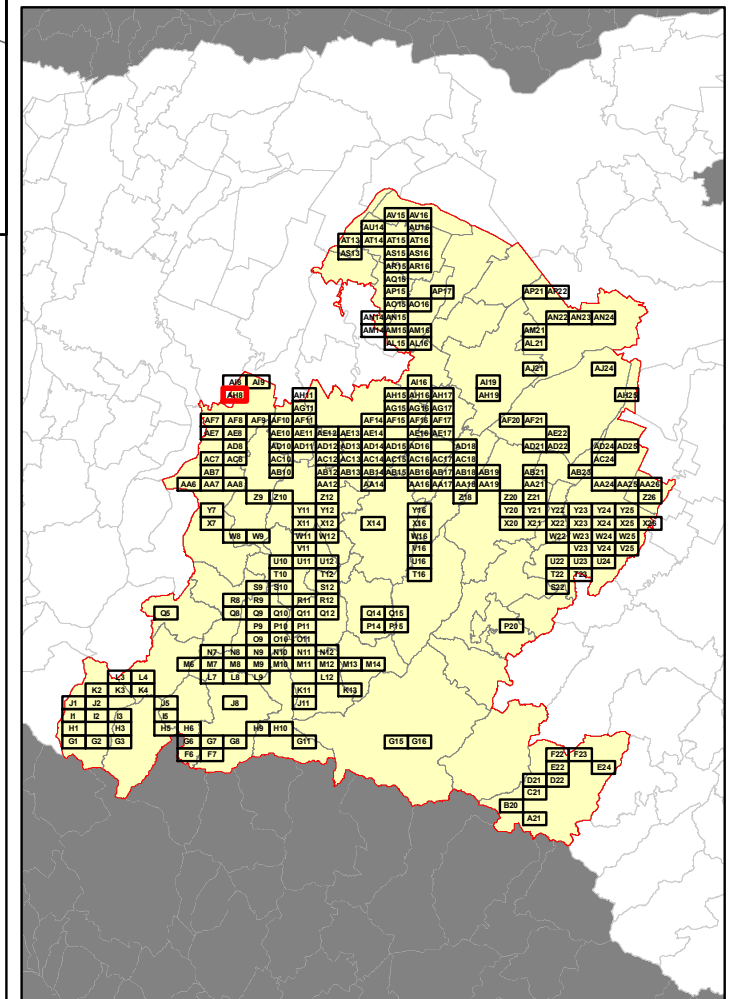 AV15 AV16
AU14 AU16
AT13 AT14 AT15 AT16
AS13 AS15 AS16
AR15 AR16
AQ15
AP15 AP17 AP21 AP22
AO15 AO16
AN14 AN15 AN22 AN23 AN24
AM14 AM15 AM16 AM21
AL15 AL16 AL21
AJ21 AJ24
AI8 AI9 AI16 AI19
AH8 AH11 AH15 AH16 AH17 AH19 AH25
AG11 AG15 AG16 AG17
AF7 AF8 AF9 AF10 AF11 AF14 AF15 AF16 AF17 AF20 AF21
AE7 AE8 AE10 AE11 AE12 AE13 AE14 AE16 AE17 AE22
AD8 AD10 AD11 AD12 AD13 AD14 AD15 AD16 AD18 AD21 AD22 AD24 AD25
AC7 AC8 AC10 AC12 AC13 AC14 AC15 AC16 AC17 AC18 AC24
AB7 AB10 AB12 AB13 AB14 AB15 AB16 AB17 AB18 AB19 AB21 AB23
AA6 AA7 AA8 AA12 AA14 AA16 AA17 AA18 AA19 AA21 AA24 AA25 AA26
Z9 Z10 Z12 Z18 Z20 Z21 Z26
Y7 Y11 Y12 Y16 Y20 Y21 Y22 Y23 Y24 Y25
X7 X11 X12 X14 X16 X20 X21 X22 X23 X24 X25 X26
W8 W9 W11 W12 W16 W22 W23 W24 W25
V11 V16 V23 V24 V25
U10 U11 U12 U16 U22 U23 U24
T10 T12 T16 T22 T23
S9 S10 S12 S22
R8 R9 R11 R12
Q5 Q8 Q9 Q10 Q11 Q12 Q14 Q15
P9 P10 P11 P14 P15 P20
O9 O10 O11
N7 N8 N9 N10 N11 N12
M6 M7 M8 M9 M10 M11 M12 M13 M14
L3 L4 L7 L8 L9 L12
K2 K3 K4 K11 K13
J1 J2 J5 J8 J11
I1 I2 I3 I5
H1 H3 H5 H6 H9 H10
G1 G2 G3 G6 G7 G8 G11 G15 G16
F6 F7 F22 F23
E22 E24
D21 D22
C21
B20
A21